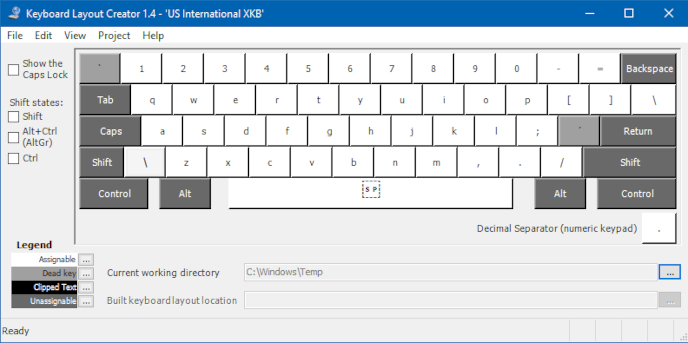 Keyboard Layout Creator 1.4 - 'US International XKB'
File Edit View Project Help
Show the
Caps Lock
Shift states:
Shift
Alt+Ctrl
(AltGr)
Ctrl
` 1 2 3 4 5 6 7 8 9 0 - = Backspace
Tab q w e r t y u i o p [ ] \
Caps a s d f g h j k l ; ' Return
Shift \ z x c v b n m , . / Shift
Control Alt SP Alt Control
Decimal Separator (numeric keypad) .
Legend
Assignable ...
Dead key ...
Clipped Text ...
Unassignable ...
Current working directory C:\Windows\Temp ...
Built keyboard layout location ...
Ready